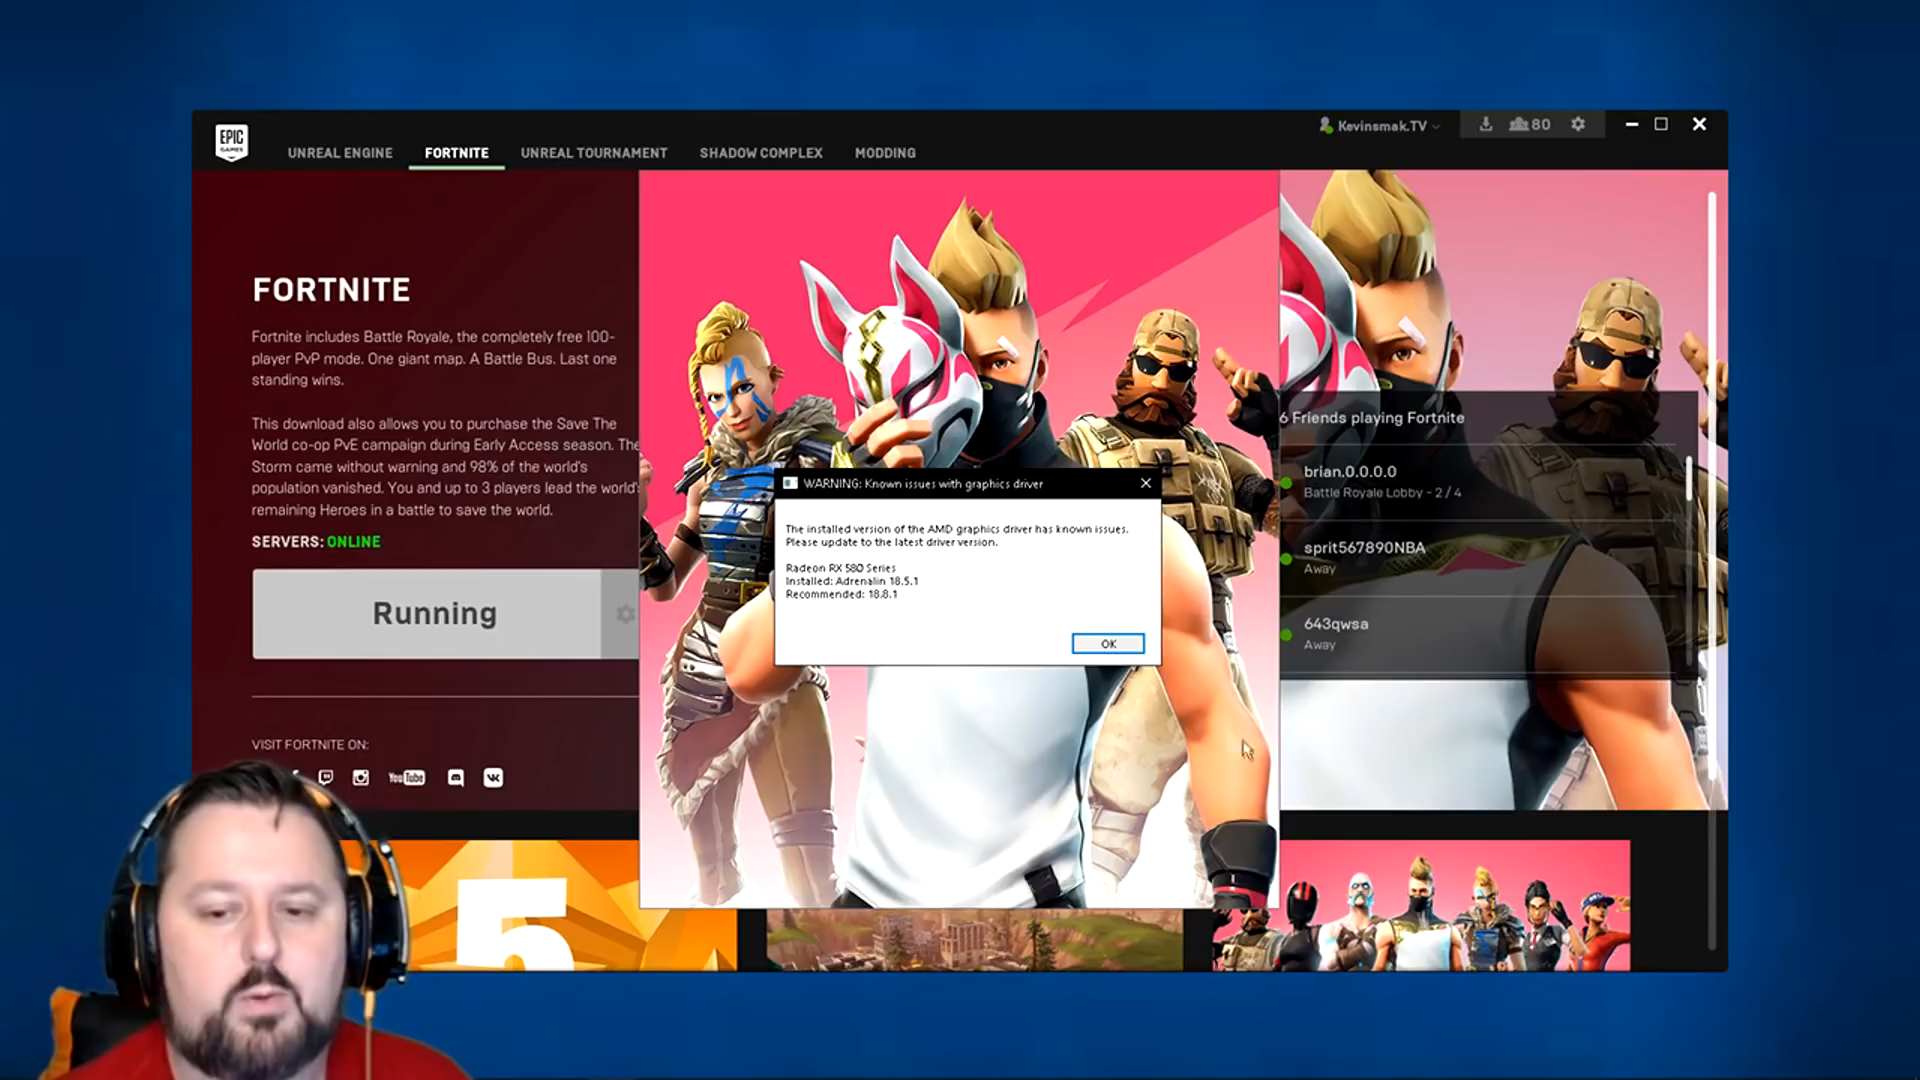 EPIC
GAMES
UNREAL ENGINE
FORTNITE
UNREAL TOURNAMENT
SHADOW COMPLEX
MODDING
Kevinsmak.TV
80
FORTNITE
Fortnite includes Battle Royale, the completely free 100-
player PvP mode. One giant map. A Battle Bus. Last one
standing wins.
This download also allows you to purchase the Save The
World co-op PvE campaign during Early Access season. The
Storm came without warning and 98% of the world's
population vanished. You and up to 3 players lead the world's
remaining Heroes in a battle to save the world.
SERVERS: ONLINE
Running
VISIT FORTNITE ON:
YouTube
VK
WARNING: Known issues with graphics driver
The installed version of the AMD graphics driver has known issues.
Please update to the latest driver version.
Radeon RX 580 Series
Installed: Adrenalin 18.5.1
Recommended: 18.8.1
OK
6 Friends playing Fortnite
brian.0.0.0.0
Battle Royale Lobby - 2 / 4
sprit567890NBA
Away
643qwsa
Away
5